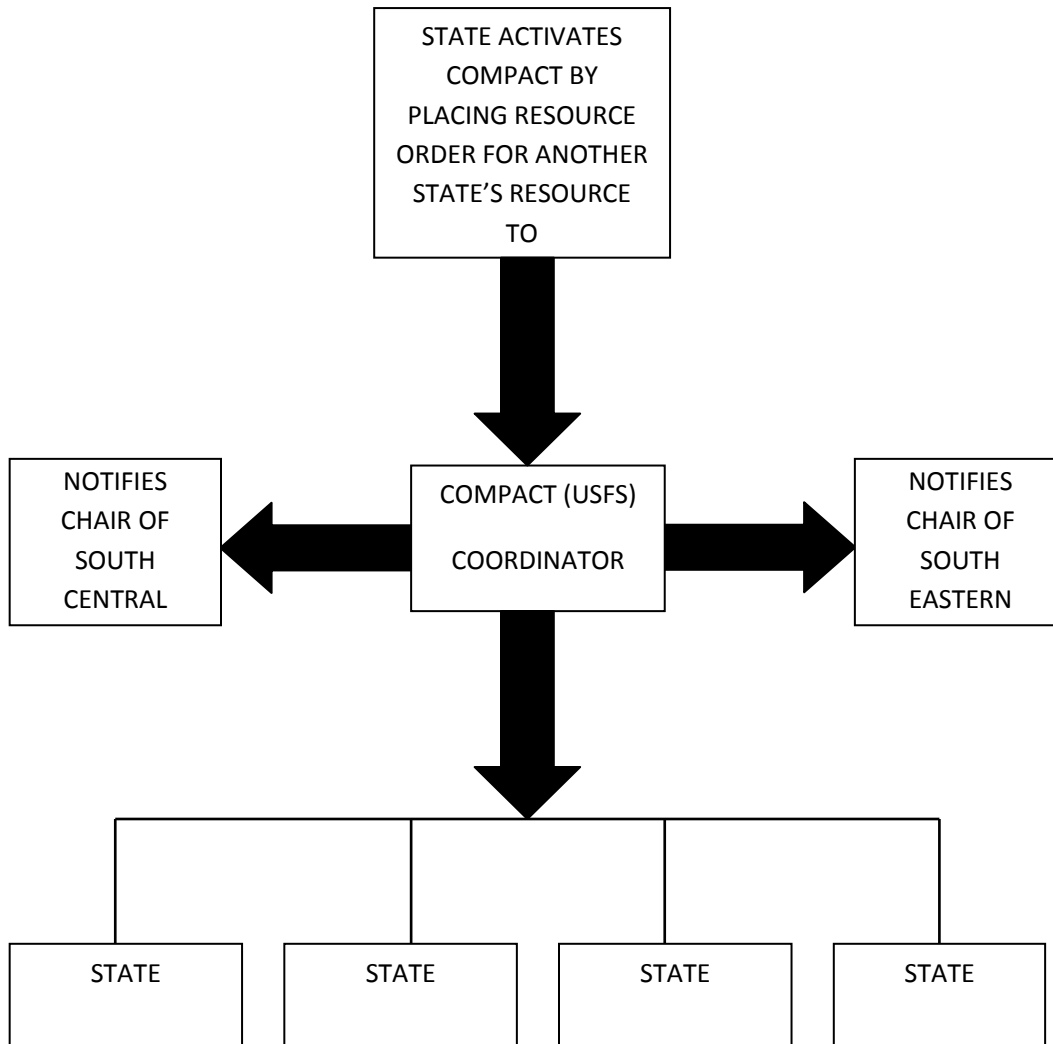 STATE ACTIVATES
COMPACT BY
PLACING RESOURCE
ORDER FOR ANOTHER
STATE’S RESOURCE
TO
NOTIFIES
CHAIR OF
SOUTH
CENTRAL
COMPACT (USFS)
COORDINATOR
NOTIFIES
CHAIR OF
SOUTH
EASTERN
STATE
STATE
STATE
STATE